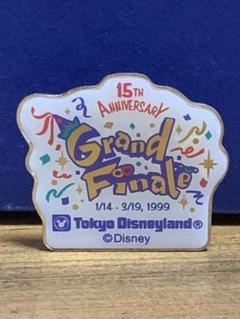 15TH
ANNIVERSARY
Grand
Finale
1/14 - 3/19, 1999
Tokyo Disneyland®
©Disney